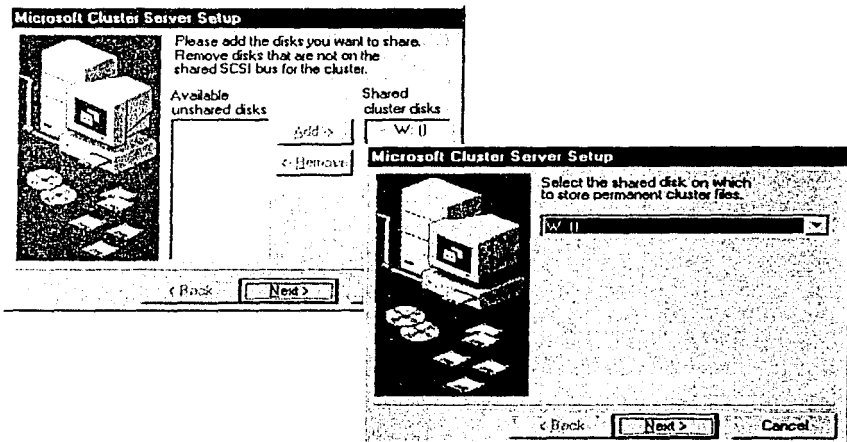 Microsoft Cluster Server Setup
Please add the disks you want to share.
Remove disks that are not on the
shared SCSI bus for the cluster.
Available
unshared disks
Shared
cluster disks
Add ->
W: ()
<- Remove
< Back
Next >
Microsoft Cluster Server Setup
Select the shared disk on which
to store permanent cluster files.
W: ()
< Back
Next >
Cancel